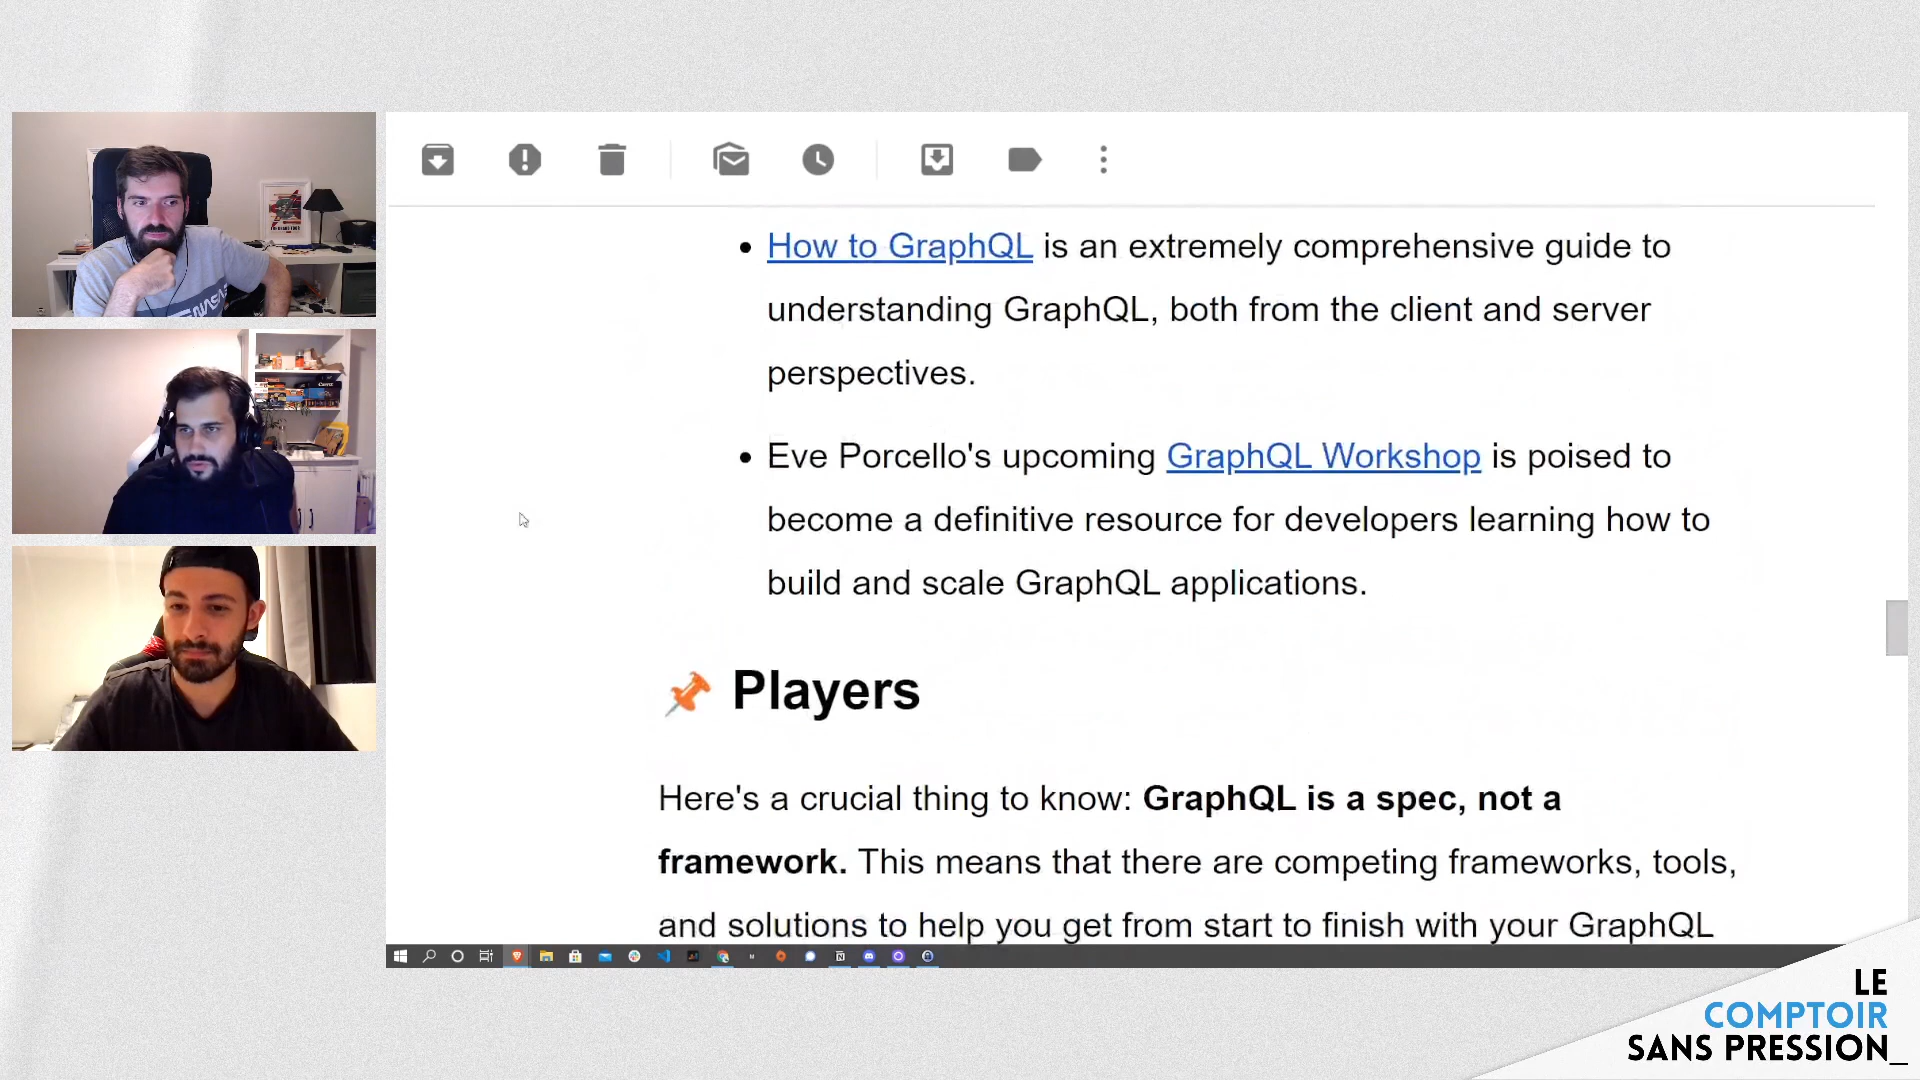 How to GraphQL is an extremely comprehensive guide to
understanding GraphQL, both from the client and server
perspectives.
Eve Porcello's upcoming GraphQL Workshop is poised to
become a definitive resource for developers learning how to
build and scale GraphQL applications.
Players
Here's a crucial thing to know: GraphQL is a spec, not a
framework. This means that there are competing frameworks, tools,
and solutions to help you get from start to finish with your GraphQL
LE
COMPTOIR
SANS PRESSION_